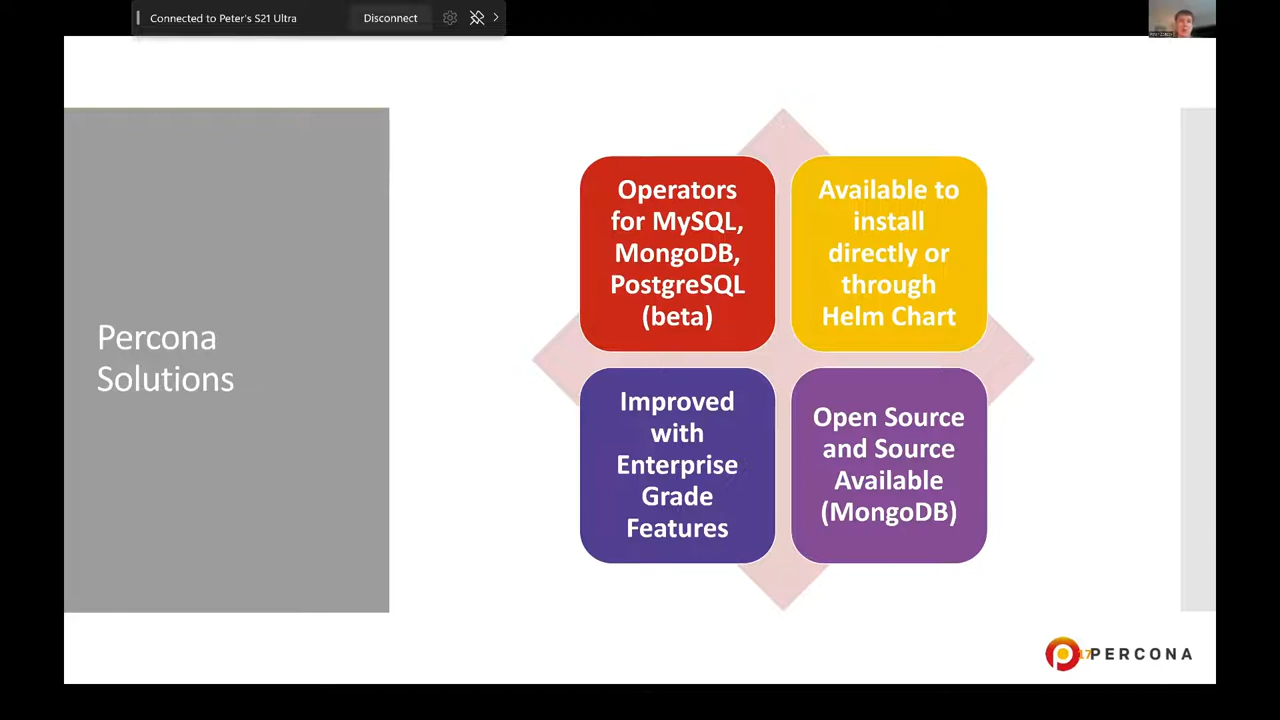 Connected to Peter's S21 Ultra
Disconnect
Percona
Solutions
Operators
for MySQL,
MongoDB,
PostgreSQL
(beta)
Available to
install
directly or
through
Helm Chart
Improved
with
Enterprise
Grade
Features
Open Source
and Source
Available
(MongoDB)
17
PERCONA